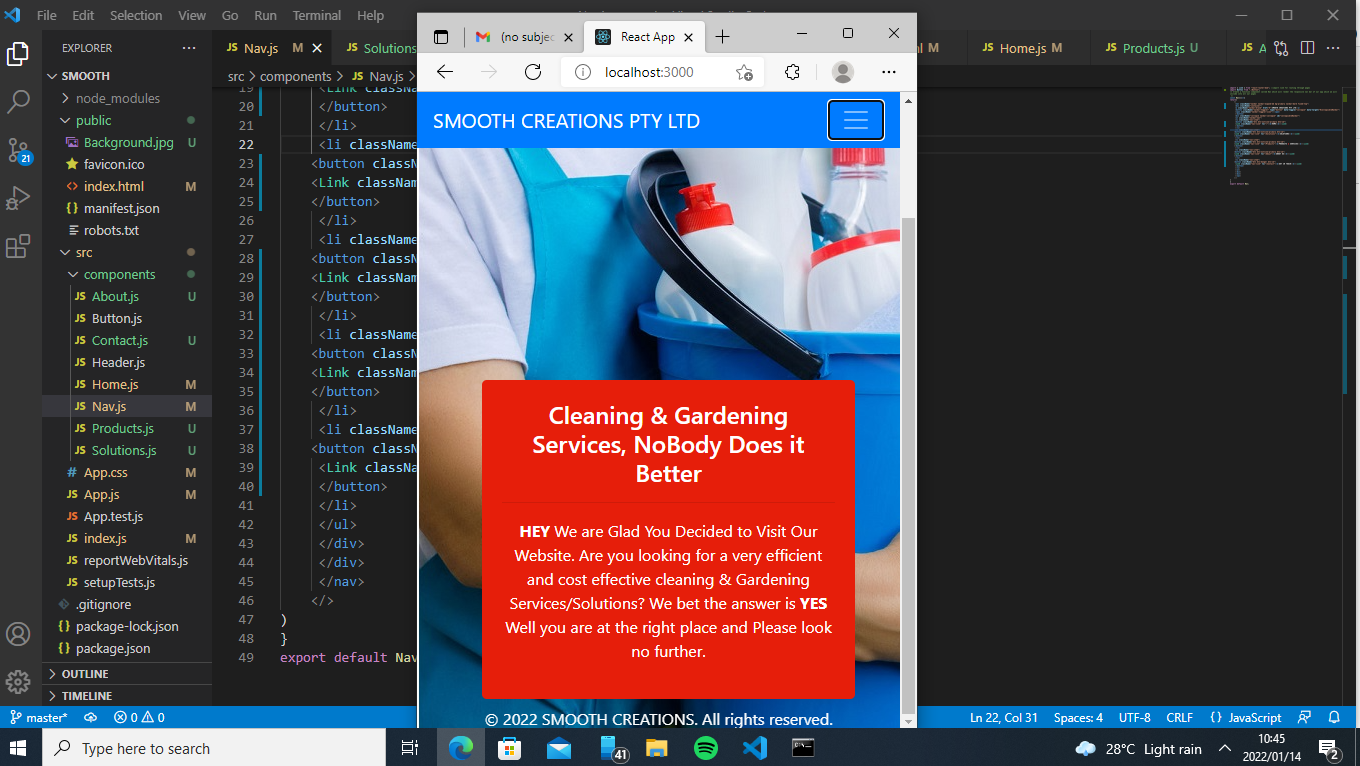 File Edit Selection View Go Run Terminal Help
EXPLORER
SMOOTH
node_modules
public
Background.jpg U
favicon.ico
index.html M
manifest.json
robots.txt
src
components
About.js U
Button.js
Contact.js U
Header.js
Home.js M
Nav.js M
Products.js U
Solutions.js U
App.css M
App.js M
App.test.js
index.js M
reportWebVitals.js
setupTests.js
.gitignore
package-lock.json
package.json
OUTLINE
TIMELINE
21
JS Nav.js M
JS Solutions
M
JS Home.js M
JS Products.js U
JS A
src > components > JS Nav.js >
19 <Link classNam
20 </button>
21 </li>
22 <li className
23 <button classN
24 <Link classNam
25 </button>
26 </li>
27 <li className
28 <button classN
29 <Link classNam
30 </button>
31 </li>
32 <li className
33 <button classN
34 <Link classNam
35 </button>
36 </li>
37 <li className
38 <button classN
39 <Link classNa
40 </button>
41 </li>
42 </ul>
43 </div>
44 </div>
45 </nav>
46 </>
47 )
48 }
49 export default Nav
(no subjec
React App
localhost:3000
SMOOTH CREATIONS PTY LTD
Cleaning & Gardening
Services, NoBody Does it
Better
HEY We are Glad You Decided to Visit Our
Website. Are you looking for a very efficient
and cost effective cleaning & Gardening
Services/Solutions? We bet the answer is YES
Well you are at the right place and Please look
no further.
© 2022 SMOOTH CREATIONS. All rights reserved.
master* 0 0
Ln 22, Col 31 Spaces: 4 UTF-8 CRLF {} JavaScript
Type here to search
41
28°C Light rain
10:45
2022/01/14
2